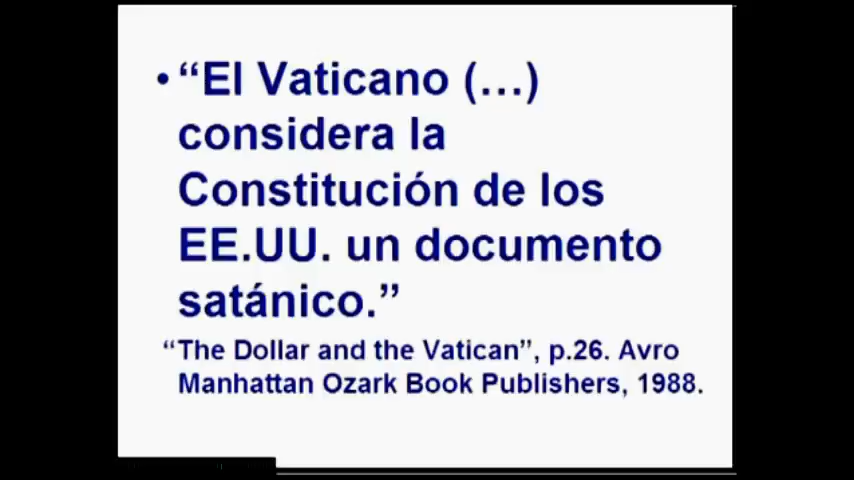 • “El Vaticano (…)
considera la
Constitución de los
EE.UU. un documento
satánico.”
“The Dollar and the Vatican”, p.26. Avro
Manhattan Ozark Book Publishers, 1988.